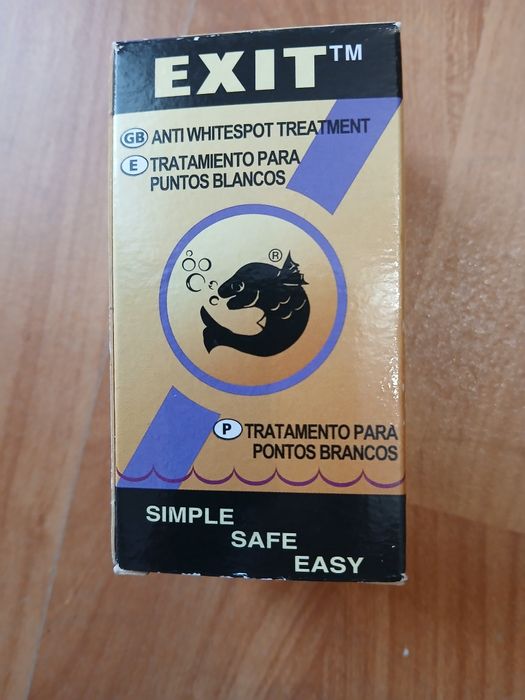 EXIT™
GB ANTI WHITESPOT TREATMENT
E TRATAMIENTO PARA
PUNTOS BLANCOS
®
P TRATAMENTO PARA
PONTOS BRANCOS
SIMPLE
SAFE
EASY